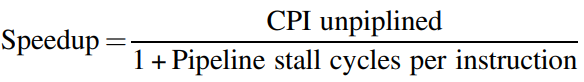 Speedup = CPI unpiplined
1 + Pipeline stall cycles per instruction